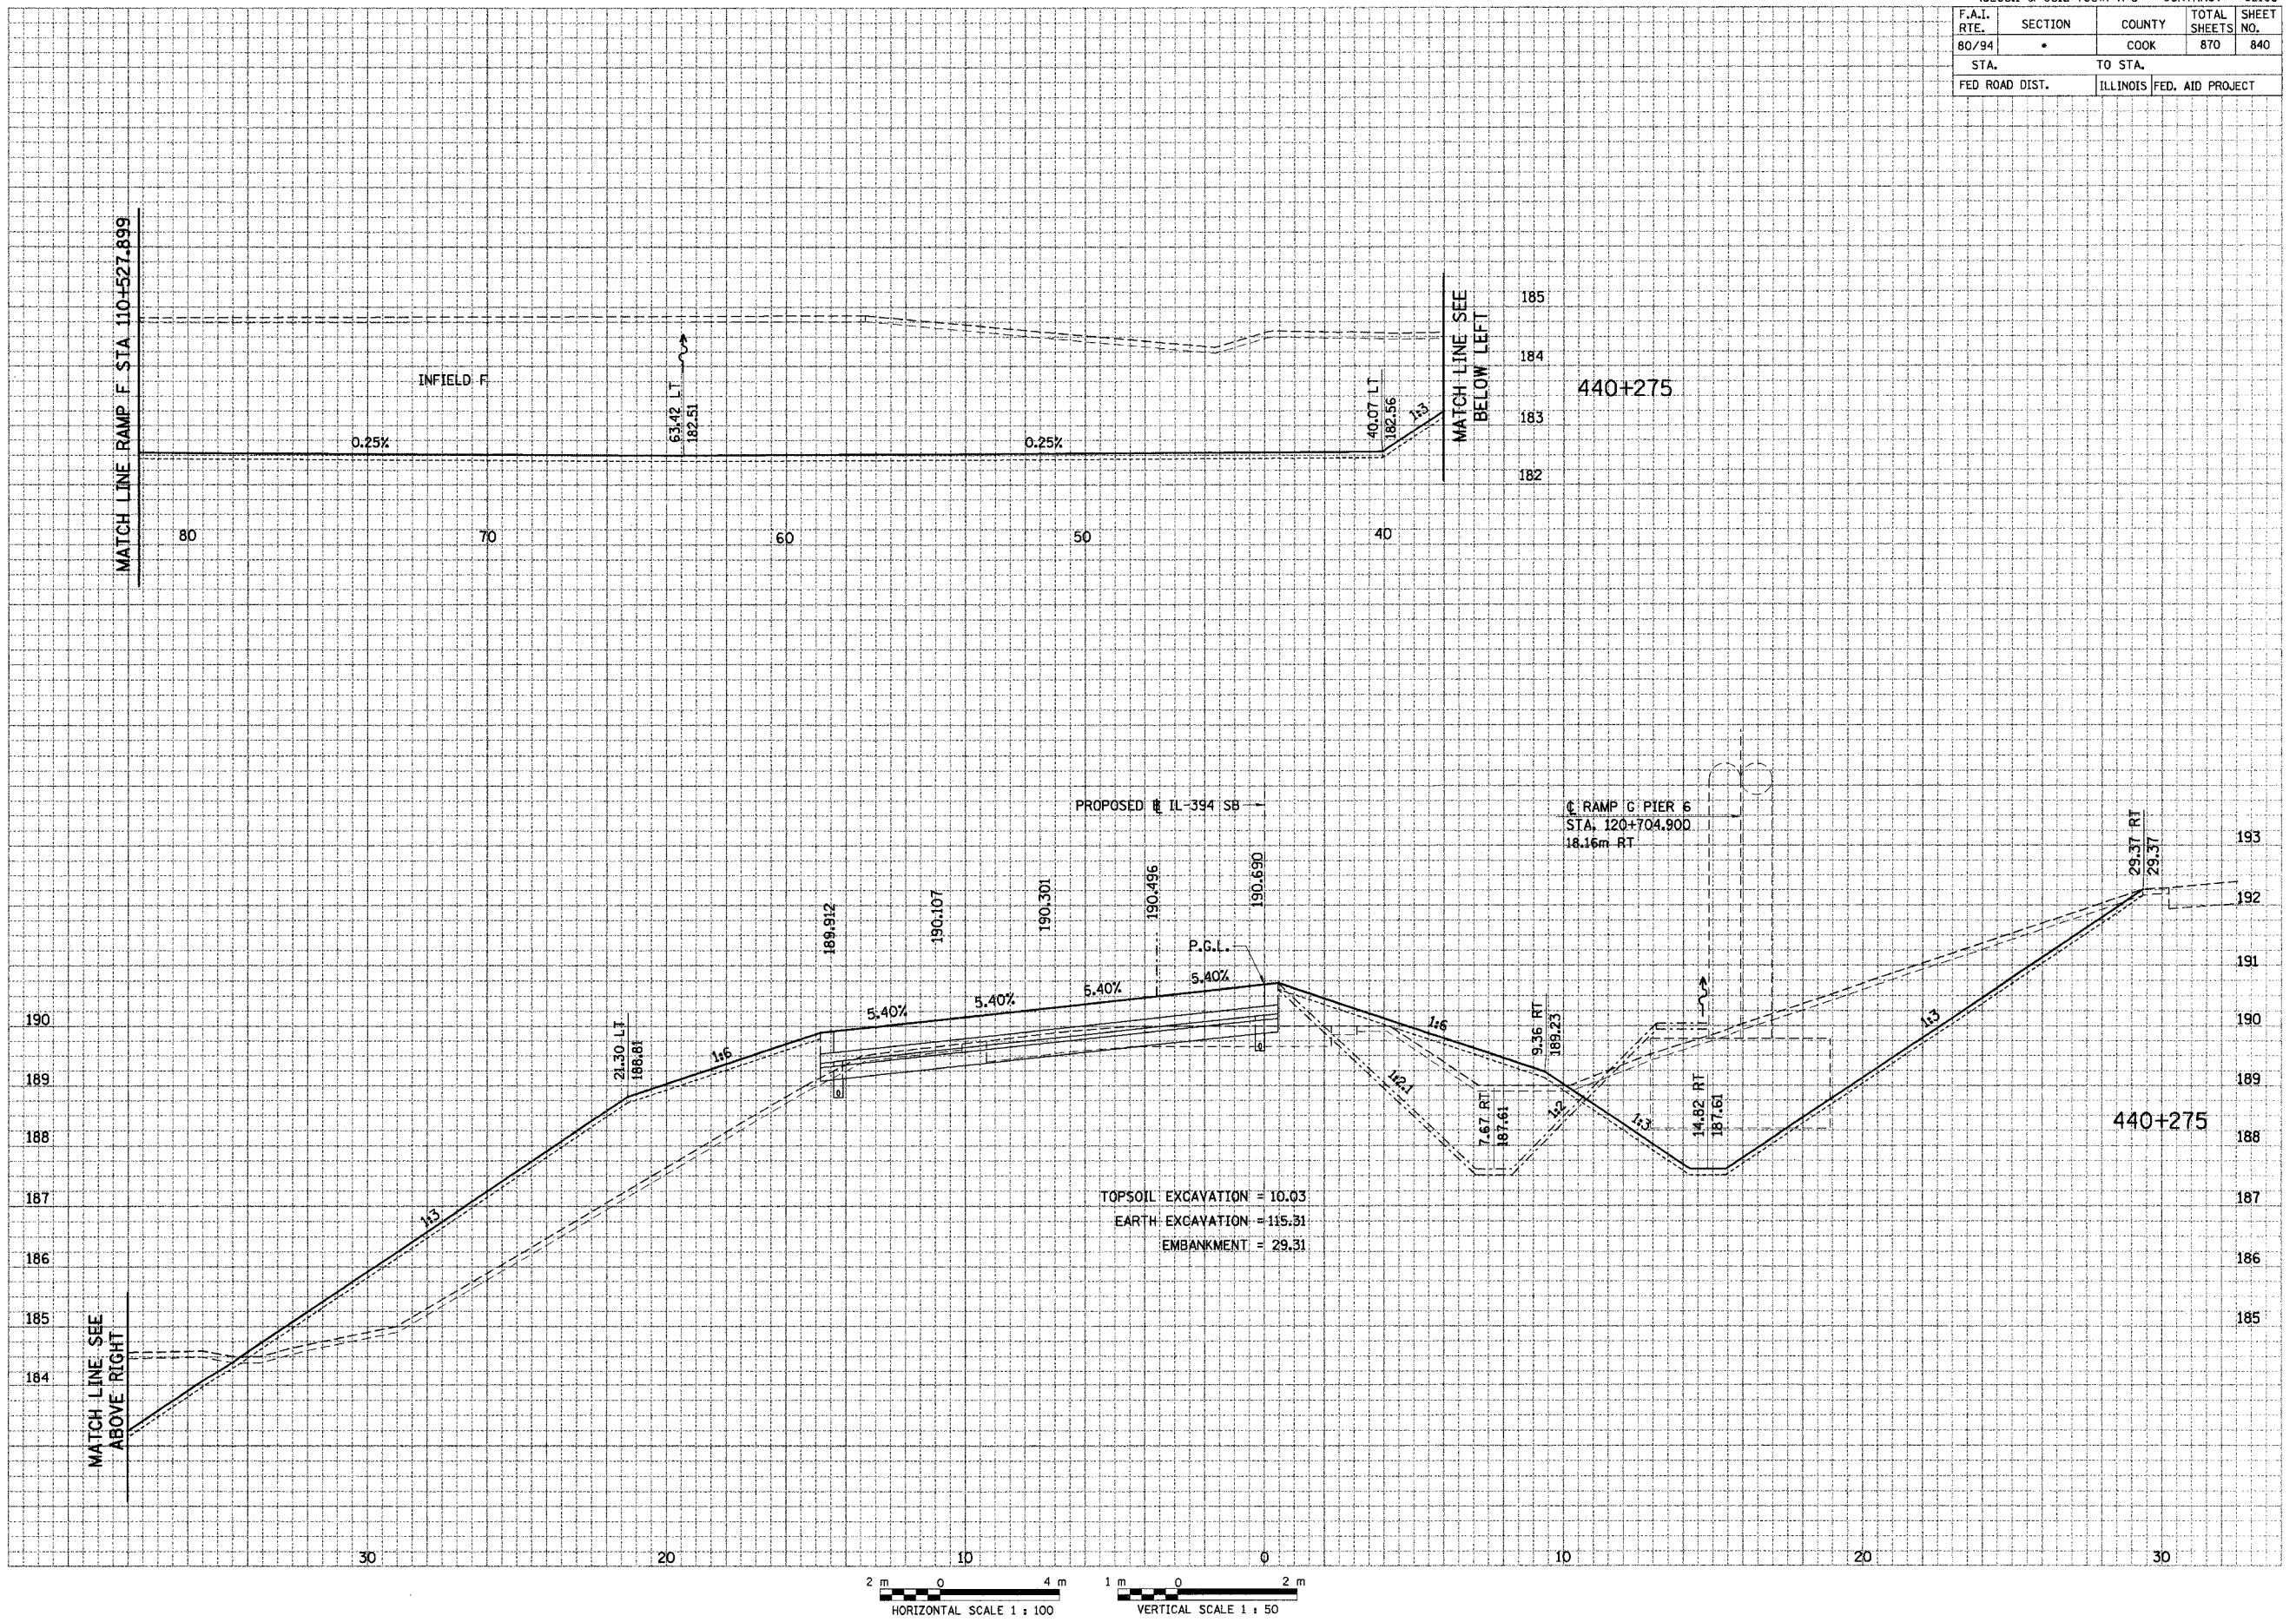 F.A.I. RTE. SECTION COUNTY TOTAL SHEETS SHEET NO.
80/94 • COOK 870 840
STA. TO STA.
FED ROAD DIST. ILLINOIS FED. AID PROJECT
MATCH LINE RAMP F STA 110+527.899
INFIELD F
0.25%
63.42 LT
182.51
0.25%
40.07 LT
182.56
1:3
MATCH LINE SEE
BELOW LEFT
185
184
183
182
440+275
80 70 60 50 40
PROPOSED ℄ IL-394 SB
℄ RAMP G PIER 6
STA. 120+704.900
18.16m RT
29.37 RT
29.37
193
192
191
190
189
188
187
186
185
189.912
190.107
190.301
190.496
190.690
P.G.L.
5.40%
5.40%
5.40%
5.40%
190
189
188
187
186
185
184
21.30 LT
188.81
1:6
1:3
1:6
9.36 RT
189.23
1:2.1
7.67 RT
187.61
1:2
1:3
14.82 RT
187.61
1:3
440+275
TOPSOIL EXCAVATION = 10.03
EARTH EXCAVATION = 115.31
EMBANKMENT = 29.31
MATCH LINE SEE
ABOVE RIGHT
30 20 10 0 10 20 30
2 m 0 4 m
HORIZONTAL SCALE 1 : 100
1 m 0 2 m
VERTICAL SCALE 1 : 50